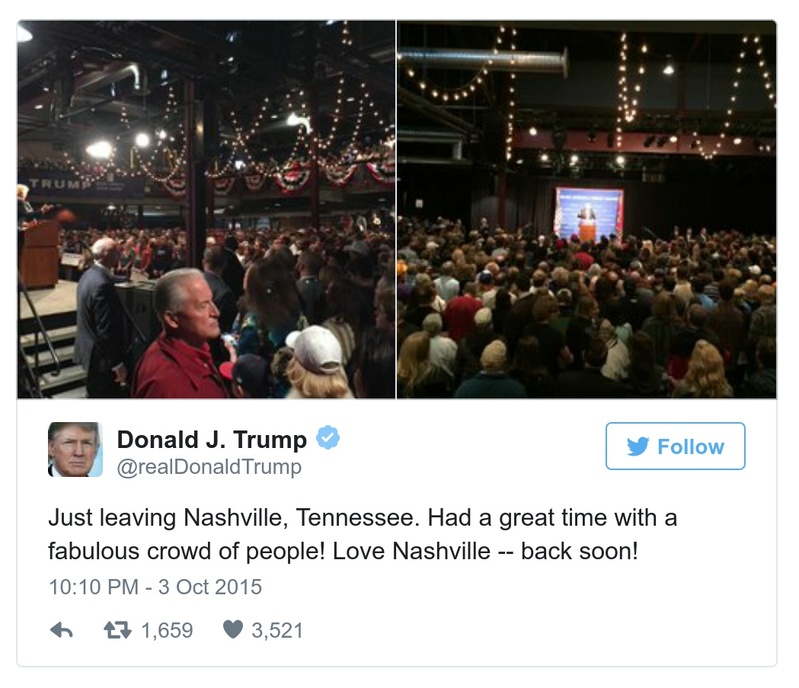 TRUMP
Donald J. Trump
@realDonaldTrump
Follow
Just leaving Nashville, Tennessee. Had a great time with a
fabulous crowd of people! Love Nashville -- back soon!
10:10 PM - 3 Oct 2015
1,659 3,521